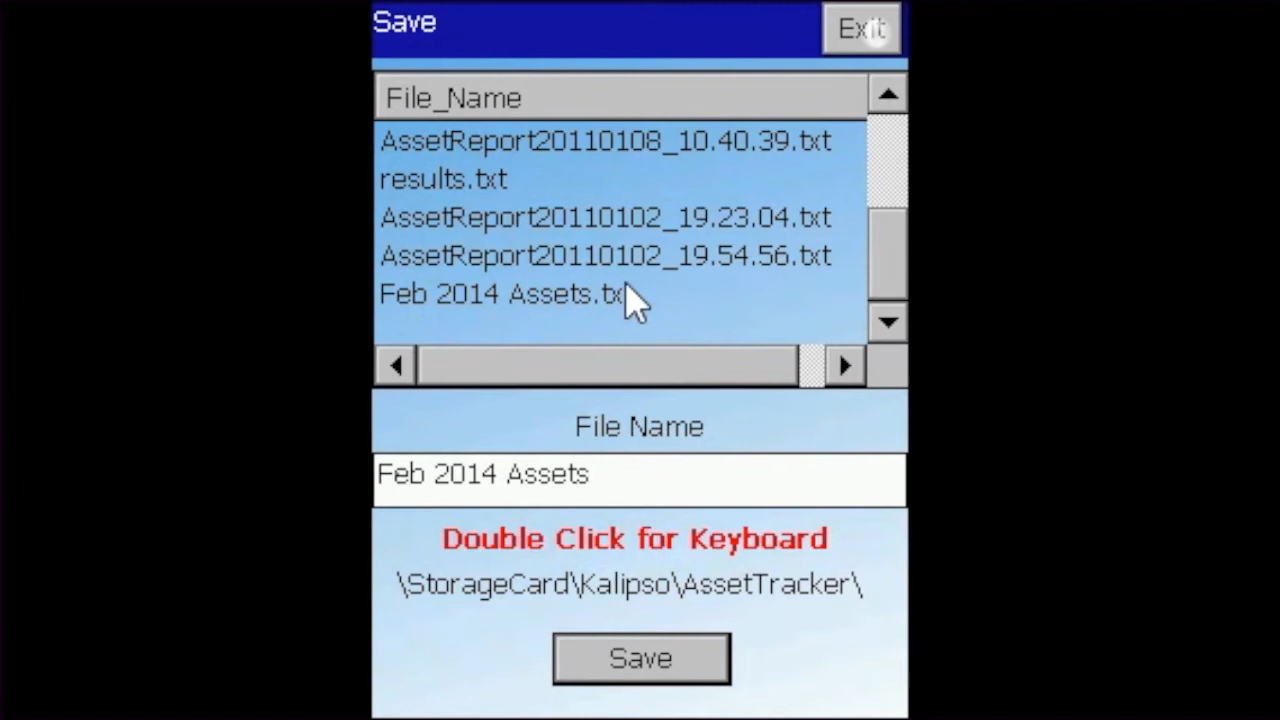 Save
Exit
File_Name
AssetReport20110108_10.40.39.txt
results.txt
AssetReport20110102_19.23.04.txt
AssetReport20110102_19.54.56.txt
Feb 2014 Assets.txt
File Name
Feb 2014 Assets
Double Click for Keyboard
\StorageCard\Kalipso\AssetTracker\
Save